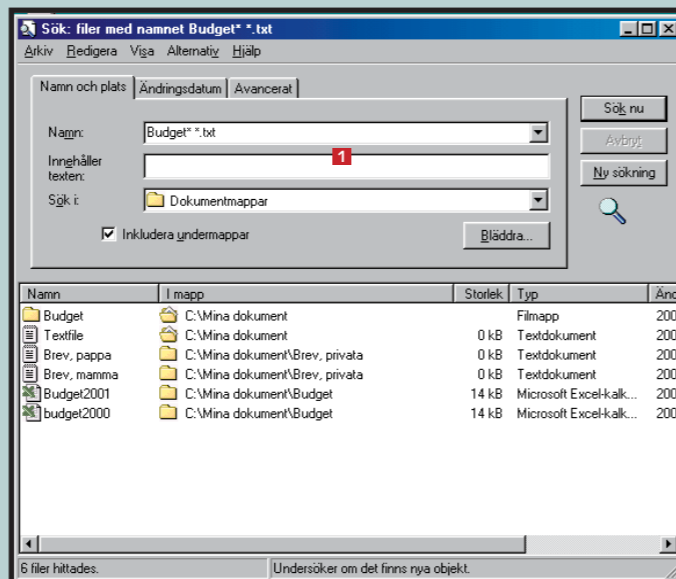 Sök: filer med namnet Budget* *.txt
Arkiv Redigera Visa Alternativ Hjälp
Namn och plats Ändringsdatum Avancerat
Sök nu
Namn: Budget* *.txt
Avbryt
1
Innehåller texten:
Ny sökning
Sök i: Dokumentmappar
Inkludera undermappar Bläddra...
Namn I mapp Storlek Typ Änd
Budget C:\Mina dokument Filmapp 200
Textfile C:\Mina dokument 0 kB Textdokument 200
Brev, pappa C:\Mina dokument\Brev, privata 0 kB Textdokument 200
Brev, mamma C:\Mina dokument\Brev, privata 0 kB Textdokument 200
Budget2001 C:\Mina dokument\Budget 14 kB Microsoft Excel-kalk... 200
budget2000 C:\Mina dokument\Budget 14 kB Microsoft Excel-kalk... 200
6 filer hittades. Undersöker om det finns nya objekt.